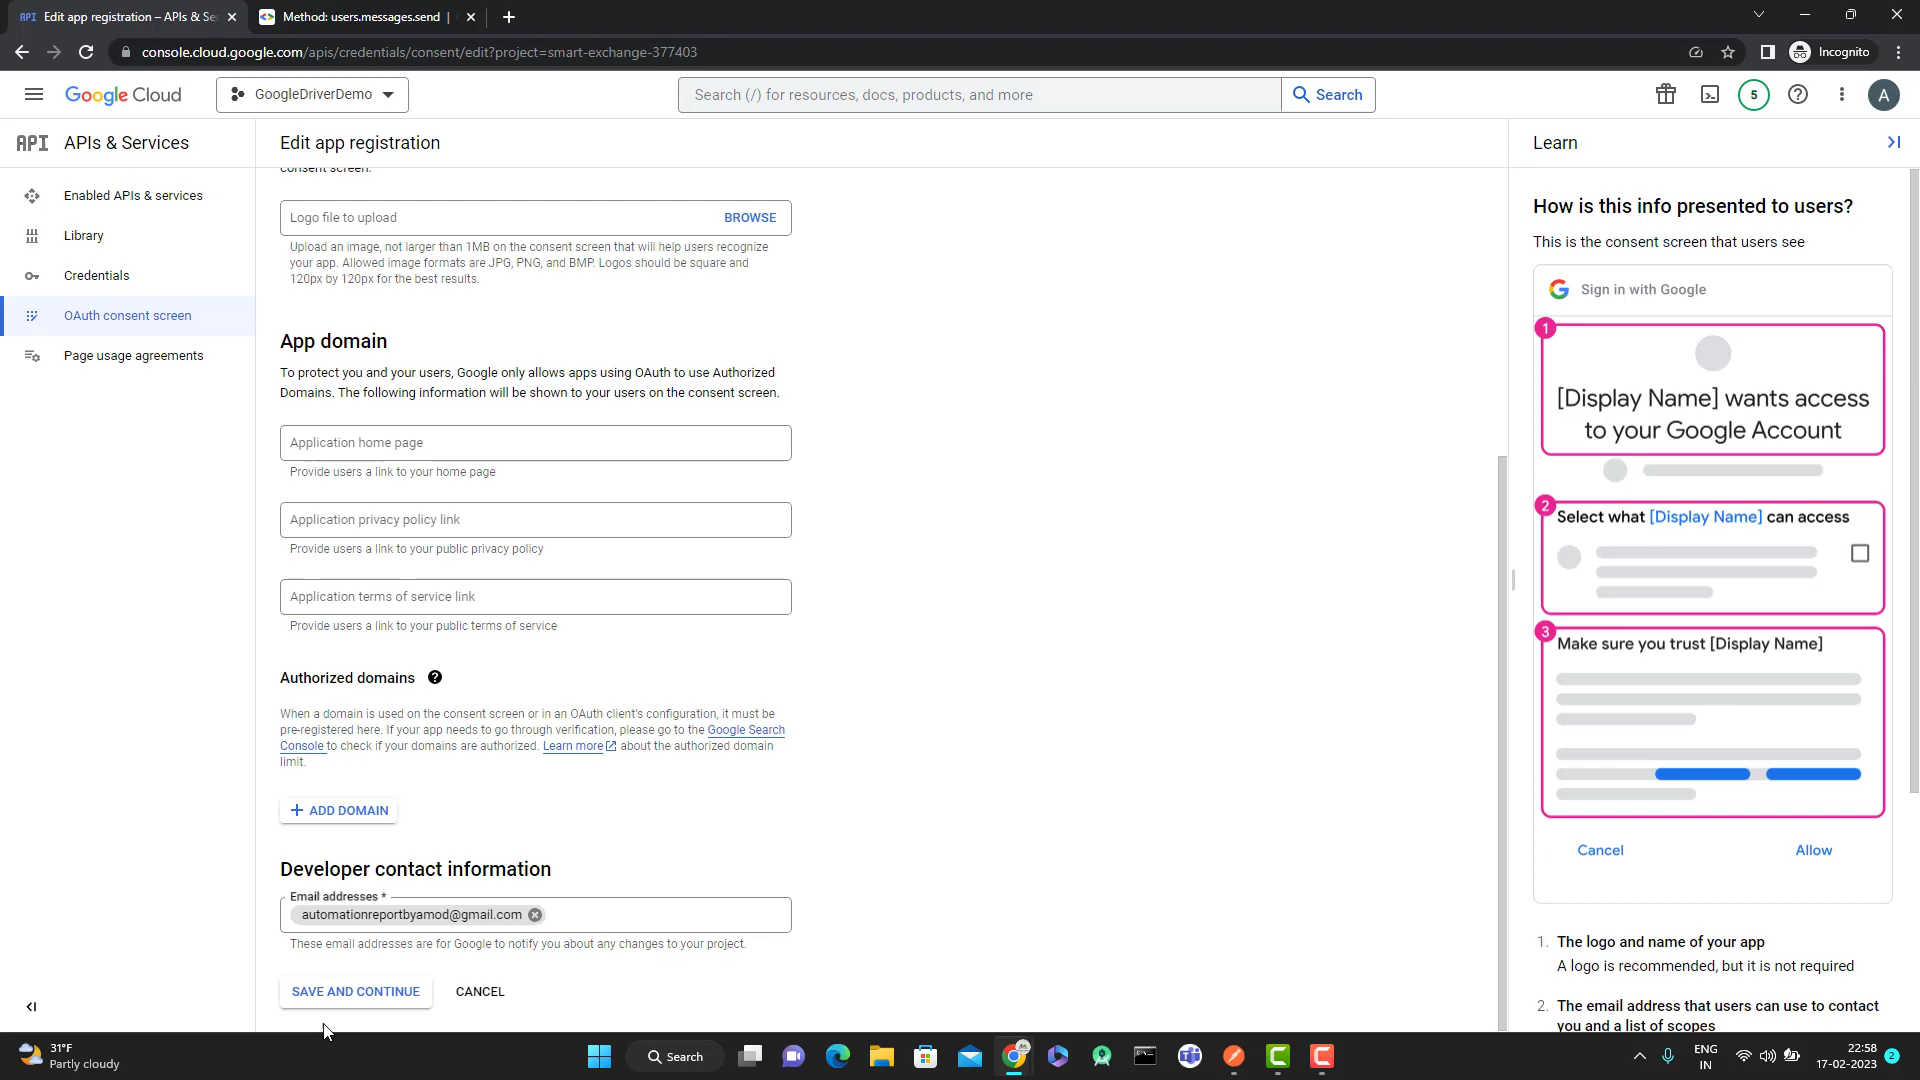 API Edit app registration – APIs & Se
Method: users.messages.send |
console.cloud.google.com/apis/credentials/consent/edit?project=smart-exchange-377403
Incognito
Google Cloud
GoogleDriverDemo
Search (/) for resources, docs, products, and more
Search
5
A
API APIs & Services
Edit app registration
Learn
Enabled APIs & services
Library
Credentials
OAuth consent screen
Page usage agreements
consent screen.
Logo file to upload
BROWSE
Upload an image, not larger than 1MB on the consent screen that will help users recognize
your app. Allowed image formats are JPG, PNG, and BMP. Logos should be square and
120px by 120px for the best results.
App domain
To protect you and your users, Google only allows apps using OAuth to use Authorized
Domains. The following information will be shown to your users on the consent screen.
Application home page
Provide users a link to your home page
Application privacy policy link
Provide users a link to your public privacy policy
Application terms of service link
Provide users a link to your public terms of service
Authorized domains
When a domain is used on the consent screen or in an OAuth client's configuration, it must be
pre-registered here. If your app needs to go through verification, please go to the Google Search
Console to check if your domains are authorized. Learn more about the authorized domain
limit.
+ ADD DOMAIN
Developer contact information
Email addresses *
automationreportbyamod@gmail.com
These email addresses are for Google to notify you about any changes to your project.
SAVE AND CONTINUE
CANCEL
How is this info presented to users?
This is the consent screen that users see
Sign in with Google
1
[Display Name] wants access
to your Google Account
2
Select what [Display Name] can access
3
Make sure you trust [Display Name]
Cancel
Allow
1. The logo and name of your app
A logo is recommended, but it is not required
2. The email address that users can use to contact
you and a list of scopes
31°F
Partly cloudy
Search
ENG
IN
22:58
17-02-2023
2